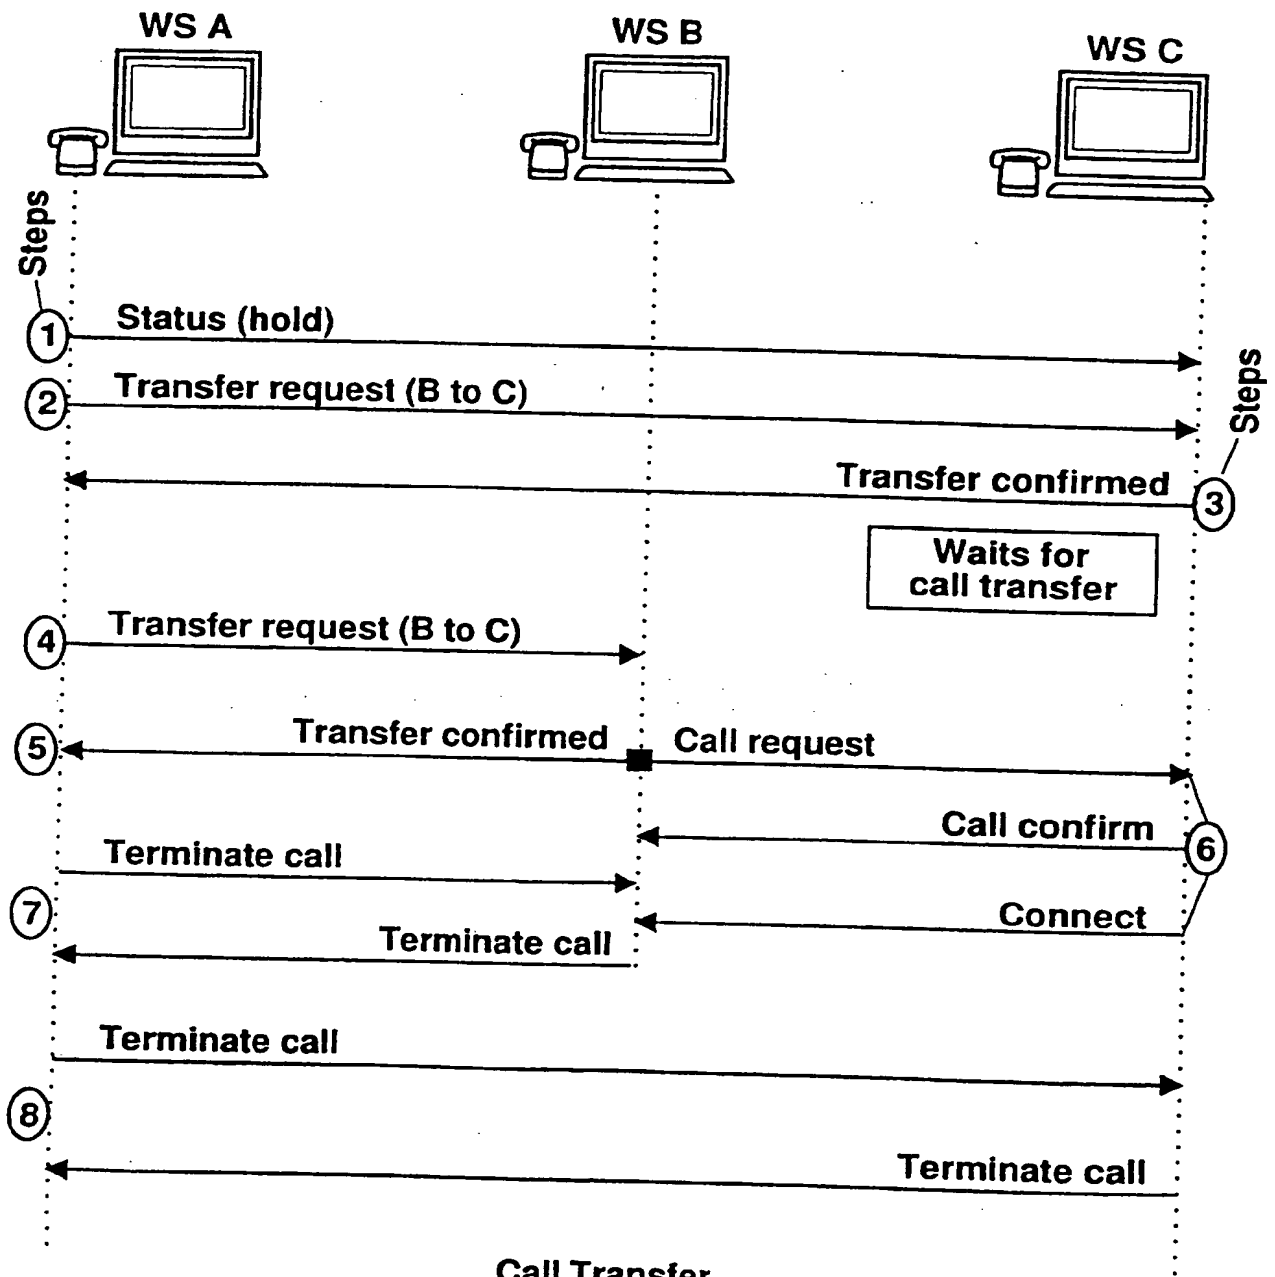 WS A
WS B
WS C
Steps
1
Status (hold)
Steps
2
Transfer request (B to C)
Transfer confirmed
3
Waits for
call transfer
4
Transfer request (B to C)
5
Transfer confirmed
Call request
Call confirm
6
Terminate call
7
Connect
Terminate call
Terminate call
8
Terminate call
Call Transfer